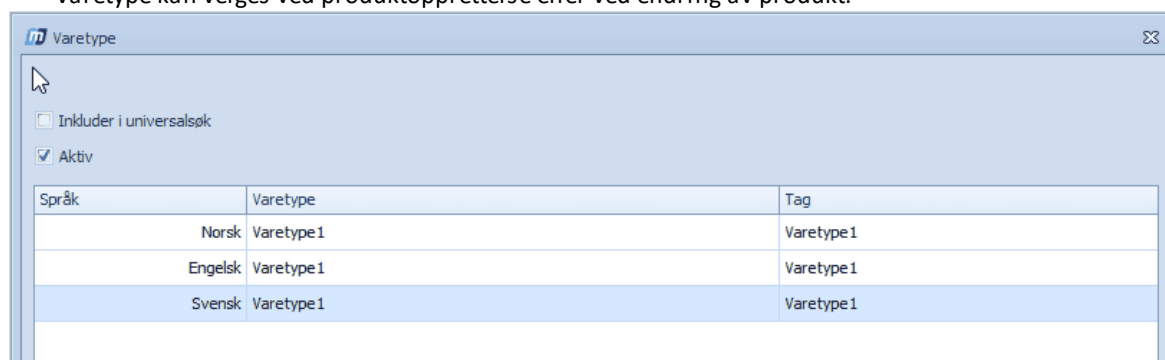 Varetype kan velges ved produktopprettelse eller ved endring av produkt.
Varetype
Inkluder i universalsøk
Aktiv
Språk Varetype Tag
Norsk Varetype1 Varetype1
Engelsk Varetype1 Varetype1
Svensk Varetype1 Varetype1